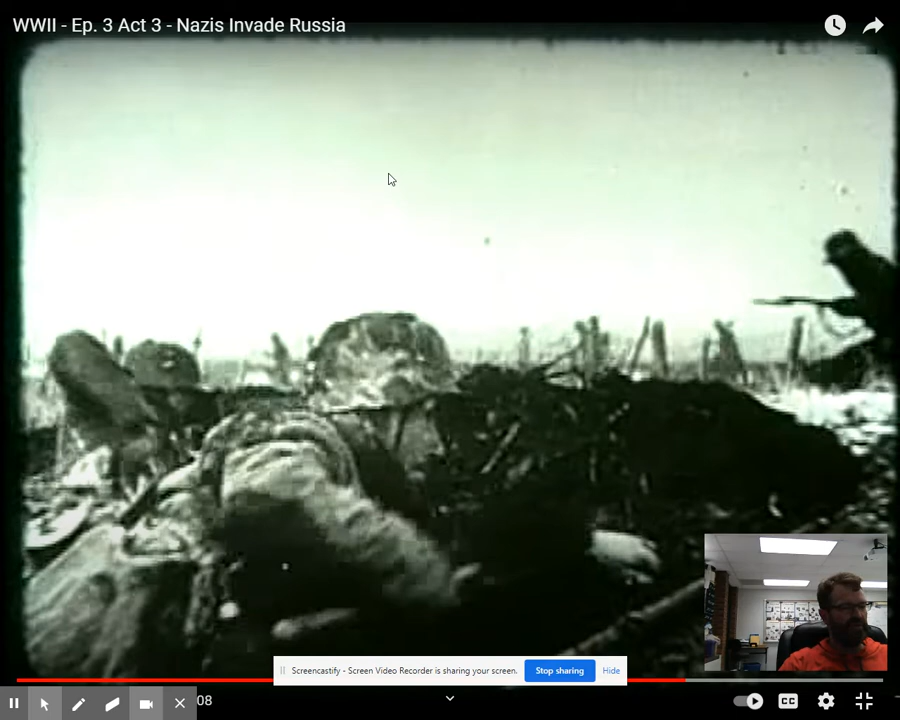 WWII - Ep. 3 Act 3 - Nazis Invade Russia
Screencastify - Screen Video Recorder is sharing your screen.
Stop sharing
Hide
08
CC